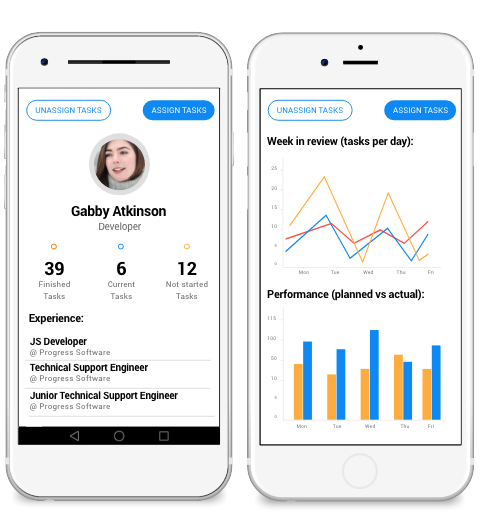 UNASSIGN TASKS
ASSIGN TASKS
Gabby Atkinson
Developer
39
6
12
Finished
Tasks
Current
Tasks
Not started
Tasks
Experience:
JS Developer
@ Progress Software
Technical Support Engineer
@ Progress Software
Junior Technical Support Engineer
@ Progress Software
UNASSIGN TASKS
ASSIGN TASKS
Week in review (tasks per day):
25
20
15
10
5
0
Mon Tue Wed Thu Fri
Performance (planned vs actual):
115
100
50
10
0
Mon Tue Wed Thu Fri